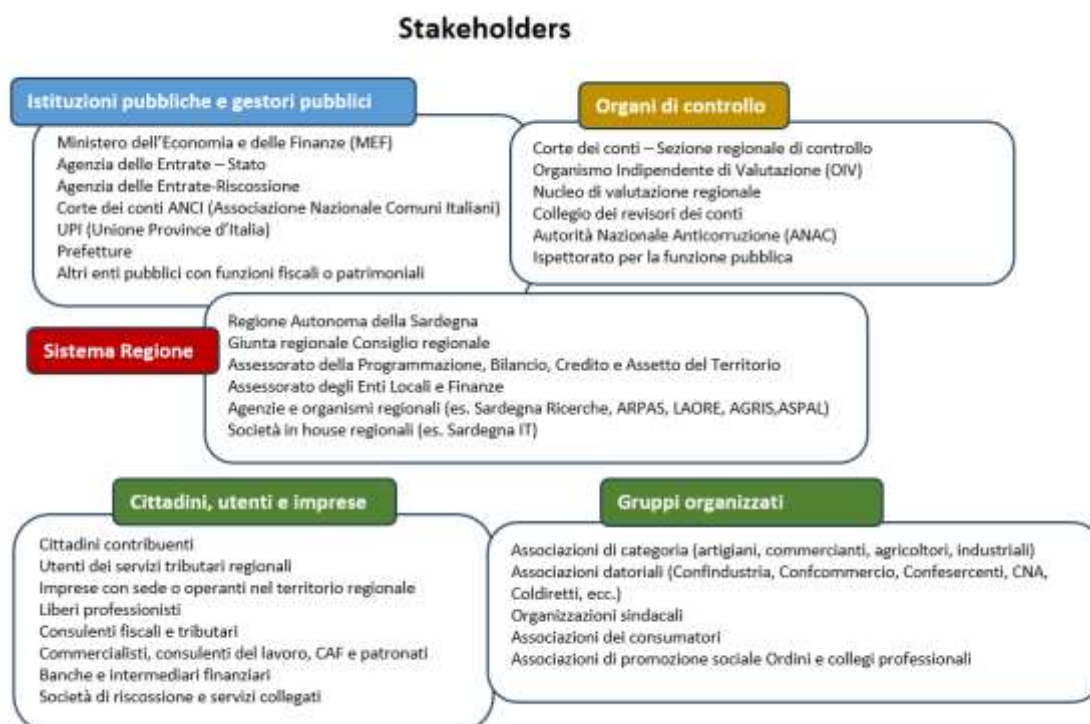 Stakeholders
Istituzioni pubbliche e gestori pubblici
Ministero dell'Economia e delle Finanze (MEF)
Agenzia delle Entrate – Stato
Agenzia delle Entrate-Riscossione
Corte dei conti ANCI (Associazione Nazionale Comuni Italiani)
UPI (Unione Province d'Italia)
Prefetture
Altri enti pubblici con funzioni fiscali o patrimoniali
Organi di controllo
Corte dei conti – Sezione regionale di controllo
Organismo Indipendente di Valutazione (OIV)
Nucleo di valutazione regionale
Collegio dei revisori dei conti
Autorità Nazionale Anticorruzione (ANAC)
Ispettorato per la funzione pubblica
Sistema Regione
Regione Autonoma della Sardegna
Giunta regionale Consiglio regionale
Assessorato della Programmazione, Bilancio, Credito e Assetto del Territorio
Assessorato degli Enti Locali e Finanze
Agenzie e organismi regionali (es. Sardegna Ricerche, ARPAS, LAORE, AGRIS,ASPAL)
Società in house regionali (es. Sardegna IT)
Cittadini, utenti e imprese
Cittadini contribuenti
Utenti dei servizi tributari regionali
Imprese con sede o operanti nel territorio regionale
Liberi professionisti
Consulenti fiscali e tributari
Commercialisti, consulenti del lavoro, CAF e patronati
Banche e intermediari finanziari
Società di riscossione e servizi collegati
Gruppi organizzati
Associazioni di categoria (artigiani, commercianti, agricoltori, industriali)
Associazioni datoriali (Confindustria, Confcommercio, Confesercenti, CNA,
Coldiretti, ecc.)
Organizzazioni sindacali
Associazioni dei consumatori
Associazioni di promozione sociale Ordini e collegi professionali